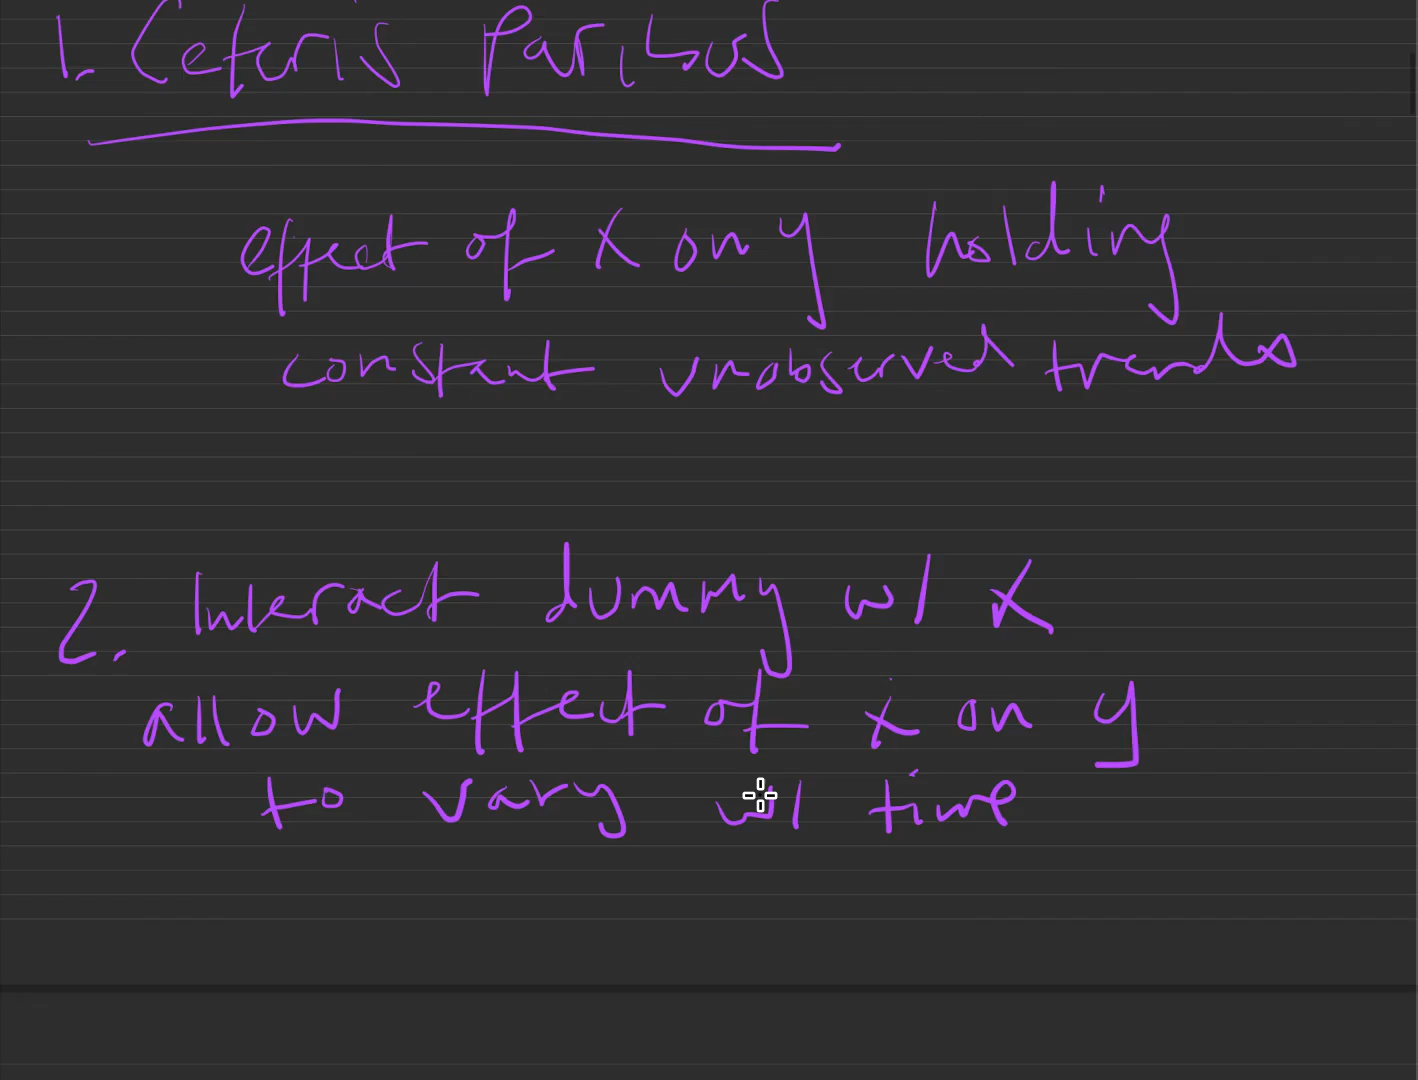 1. Ceteris Paribus
effect of x on y holding
constant unobserved trends
2. Interact dummy w/ x
allow effect of x on y
to vary w/ time